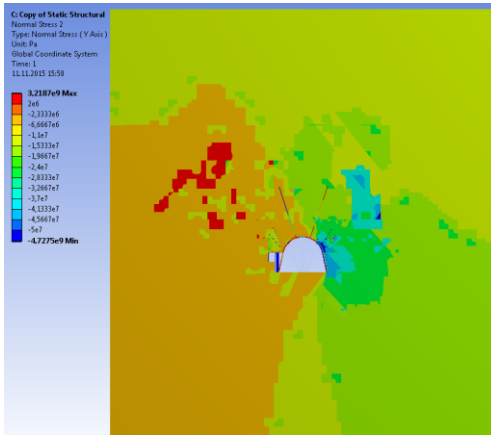 C: Copy of Static Structural
Normal Stress 2
Type: Normal Stress ( Y Axis )
Unit: Pa
Global Coordinate System
Time: 1
11.11.2015 15:50
3,2187e9 Max
2e6
-2,3333e6
-6,6667e6
-1,1e7
-1,5333e7
-1,9667e7
-2,4e7
-2,8333e7
-3,2667e7
-3,7e7
-4,1333e7
-4,5667e7
-5e7
-4,7275e9 Min